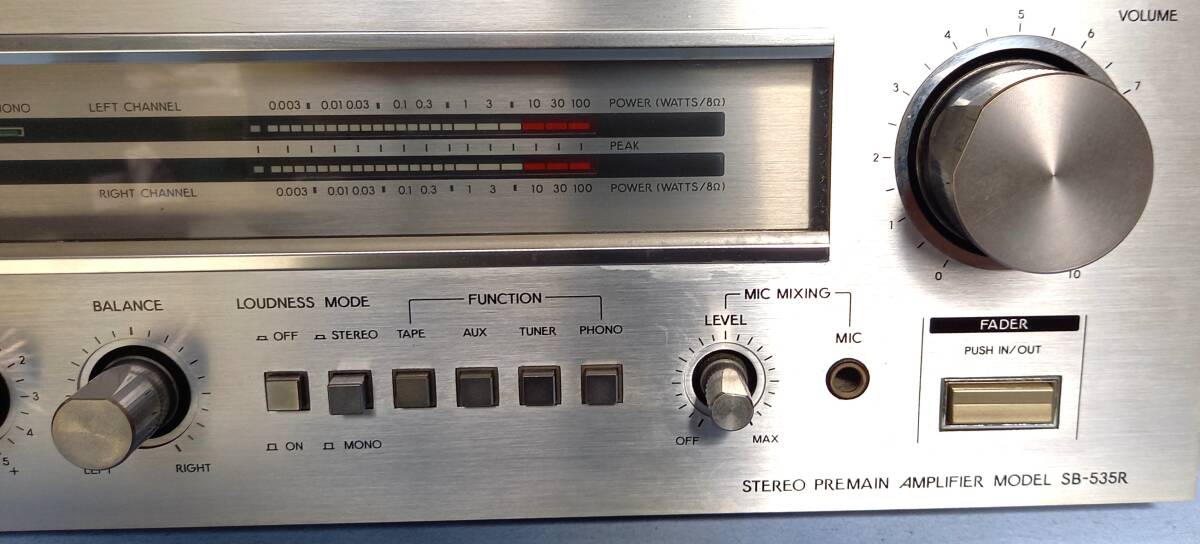 VOLUME
0 1 2 3 4 5 6 7 10
MONO
LEFT CHANNEL 0.003 0.01 0.03 0.1 0.3 1 3 10 30 100 POWER (WATTS/8Ω)
PEAK
RIGHT CHANNEL 0.003 0.01 0.03 0.1 0.3 1 3 10 30 100 POWER (WATTS/8Ω)
BALANCE
LEFT RIGHT
2
3
4
5
+
LOUDNESS MODE
OFF STEREO
ON MONO
FUNCTION
TAPE AUX TUNER PHONO
MIC MIXING
LEVEL
MIC
OFF MAX
FADER
PUSH IN/OUT
STEREO PREMAIN AMPLIFIER MODEL SB-535R